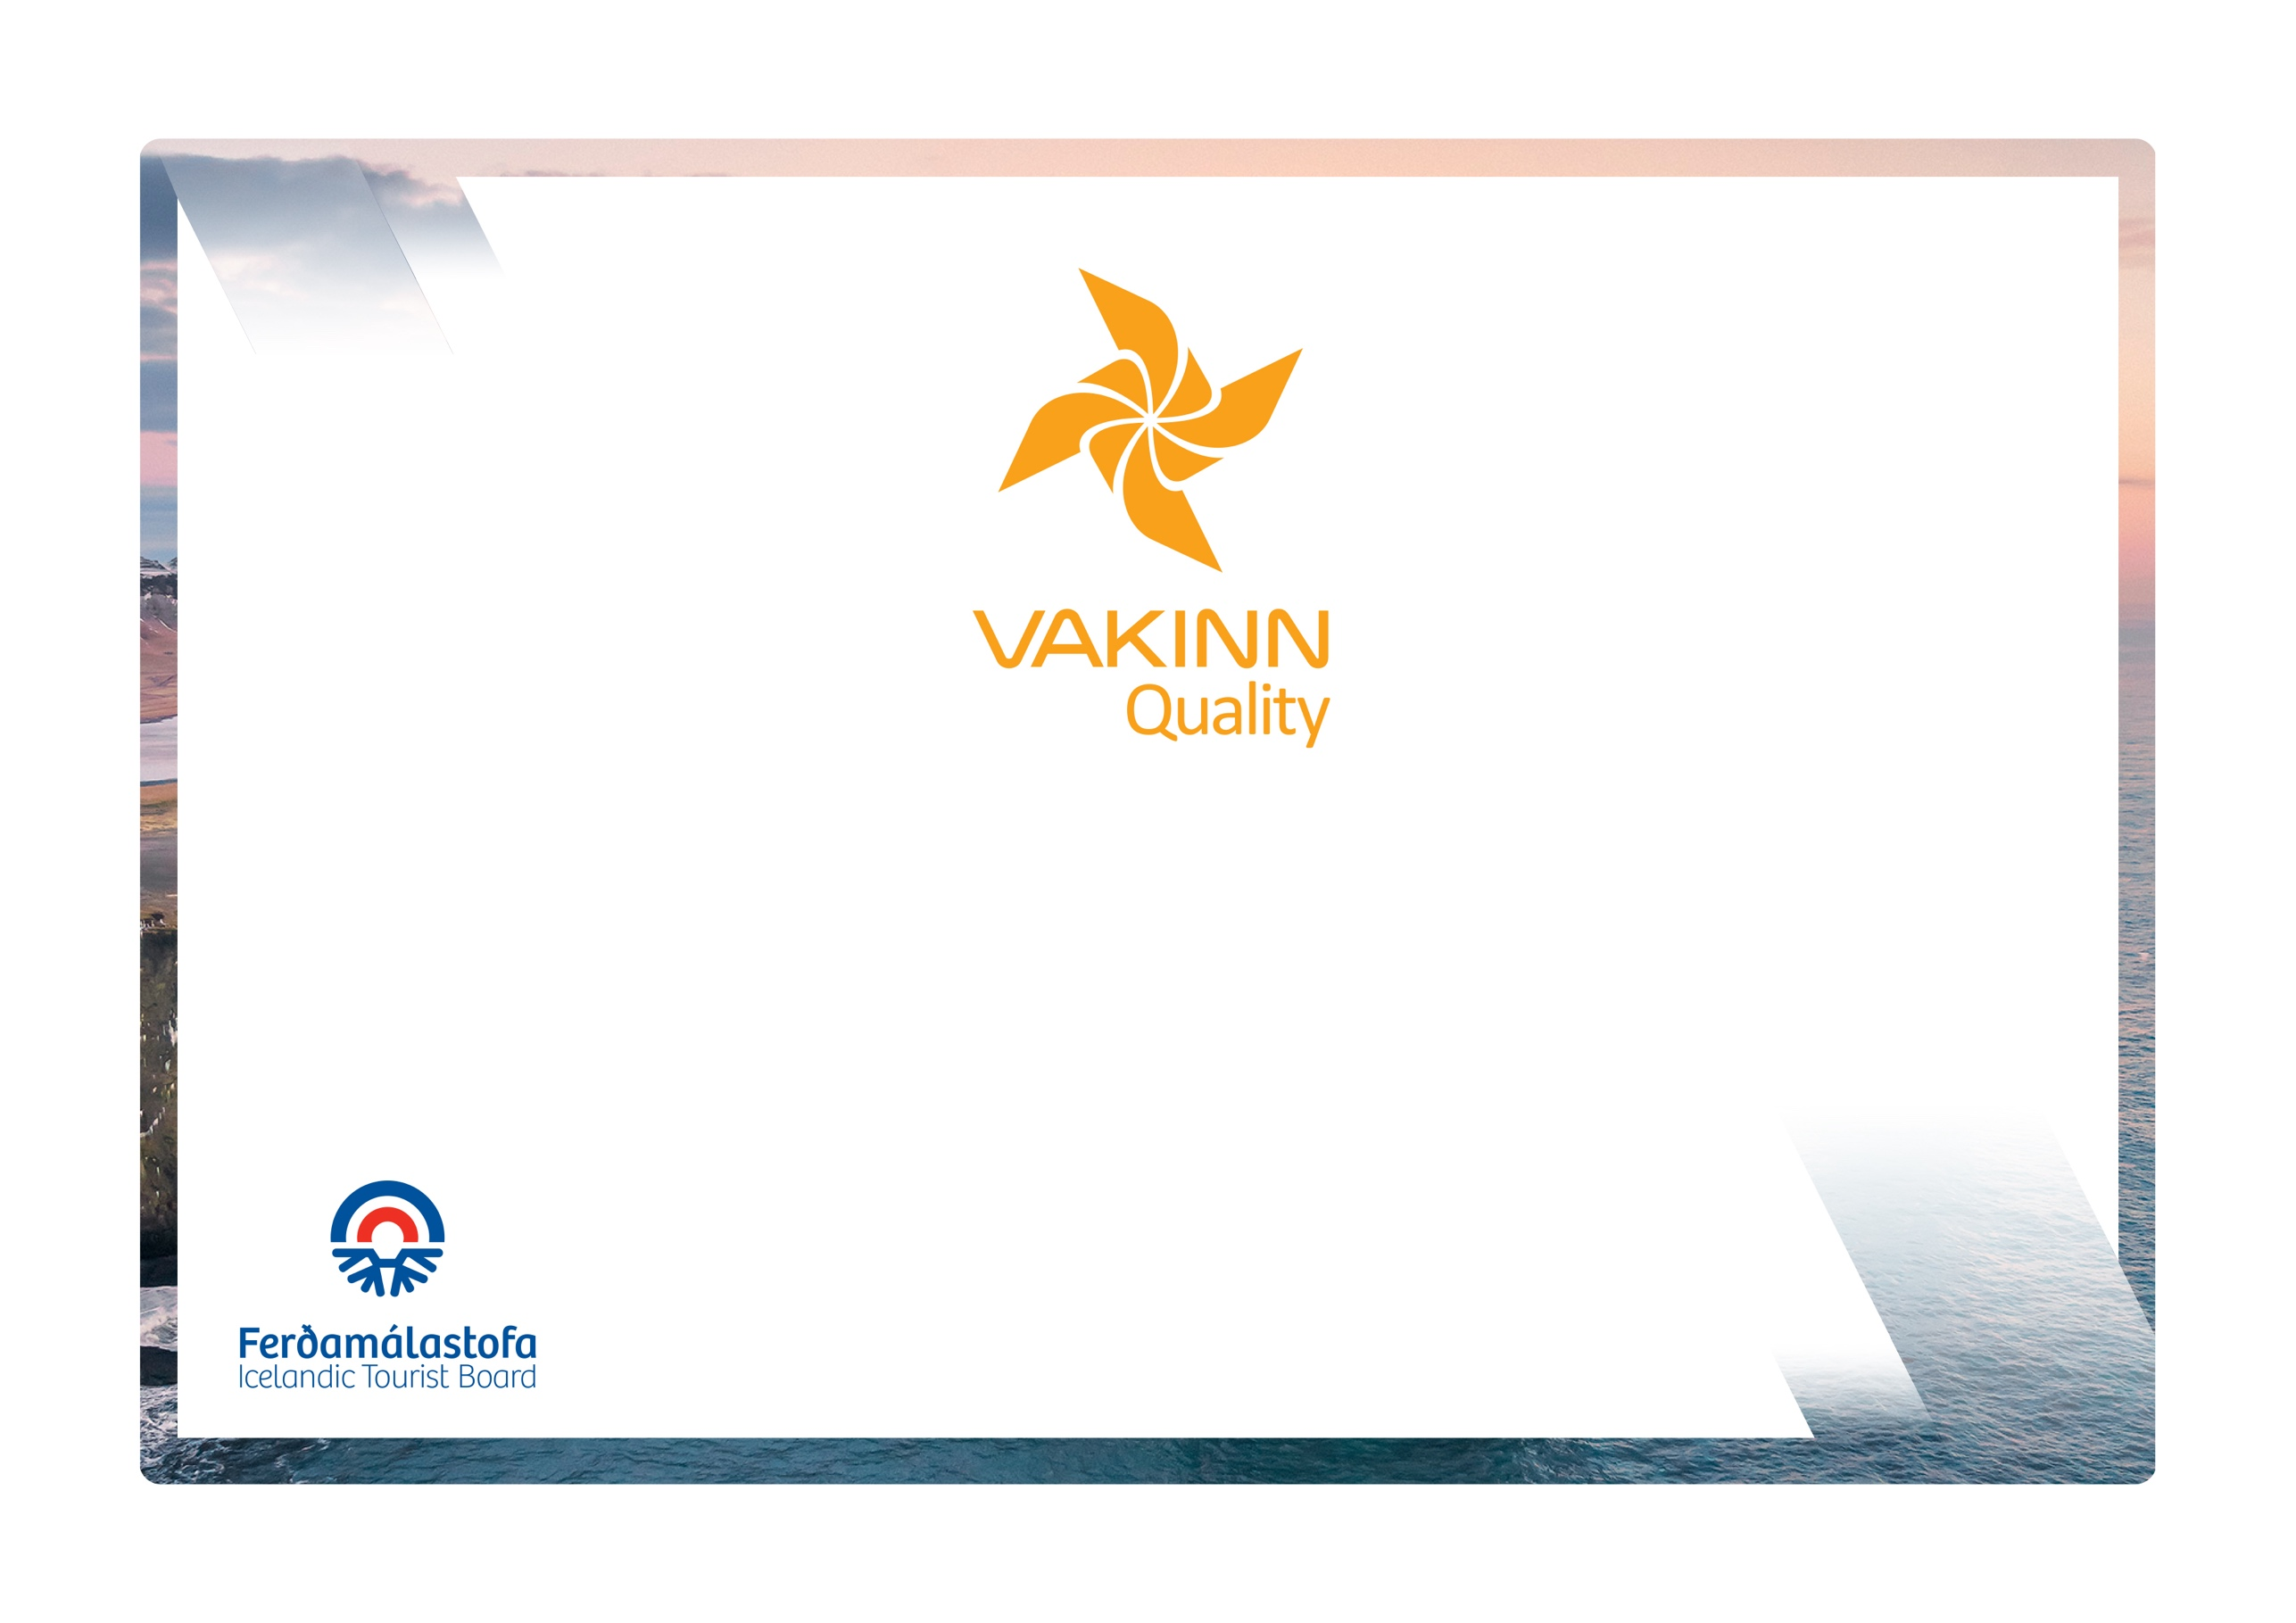 VAKINN
Quality
Ferðamálastofa
Icelandic Tourist Board